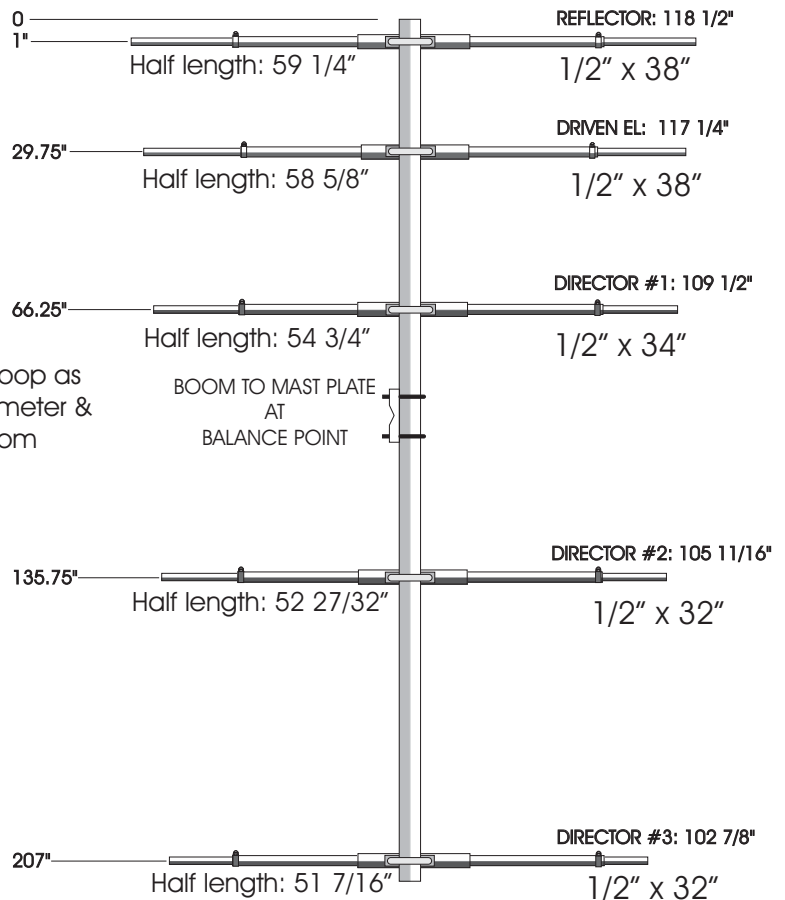 0
REFLECTOR: 118 1/2"
1"
Half length: 59 1/4”
1/2” x 38”
DRIVEN EL: 117 1/4"
29.75"
Half length: 58 5/8”
1/2” x 38”
DIRECTOR #1: 109 1/2"
66.25"
Half length: 54 3/4”
1/2” x 34”
oop as
meter &
om
BOOM TO MAST PLATE
AT
BALANCE POINT
DIRECTOR #2: 105 11/16"
135.75"
Half length: 52 27/32”
1/2” x 32”
DIRECTOR #3: 102 7/8"
207"
Half length: 51 7/16”
1/2” x 32”